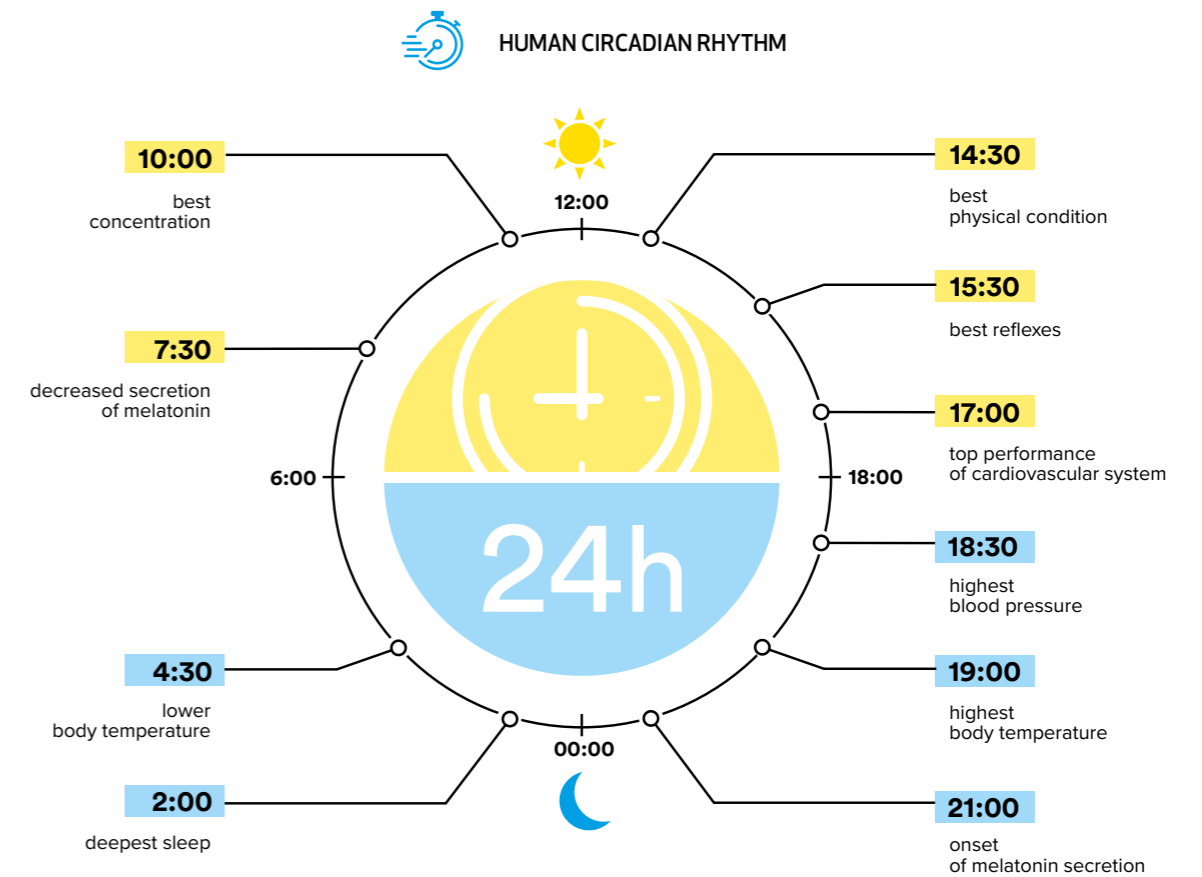 HUMAN CIRCADIAN RHYTHM
10:00
best
concentration
7:30
decreased secretion
of melatonin
6:00
4:30
lower
body temperature
2:00
deepest sleep
12:00
24h
00:00
14:30
best
physical condition
15:30
best reflexes
17:00
top performance
of cardiovascular system
18:00
18:30
highest
blood pressure
19:00
highest
body temperature
21:00
onset
of melatonin secretion